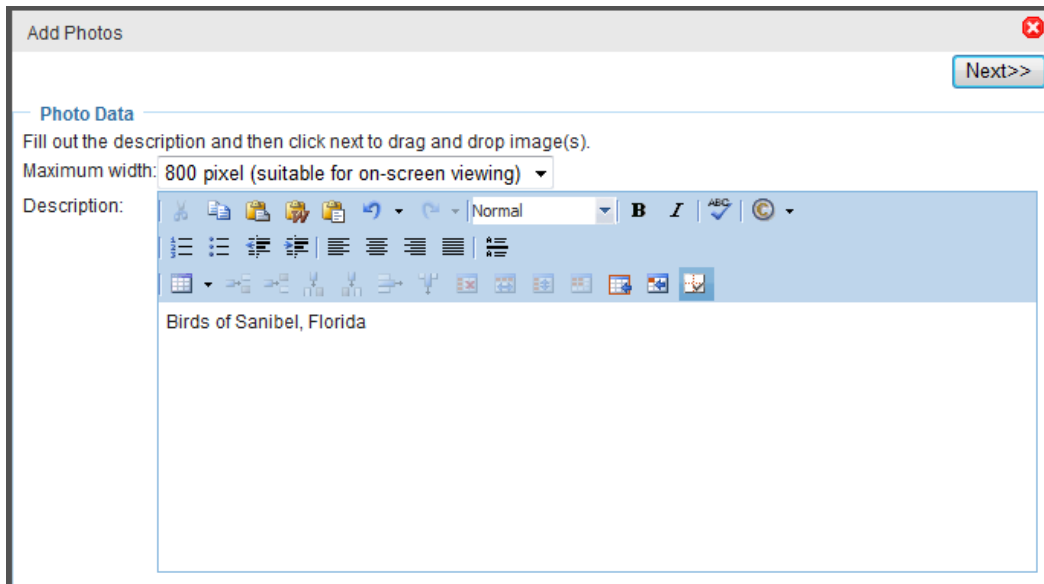 Add Photos
Next>>
Photo Data
Fill out the description and then click next to drag and drop image(s).
Maximum width: 800 pixel (suitable for on-screen viewing)
Description:
Normal B I ABC ©
Birds of Sanibel, Florida